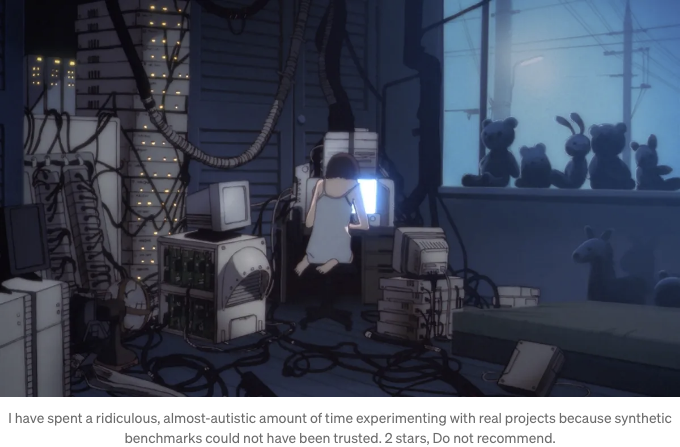 I have spent a ridiculous, almost-autistic amount of time experimenting with real projects because synthetic
benchmarks could not have been trusted. 2 stars, Do not recommend.